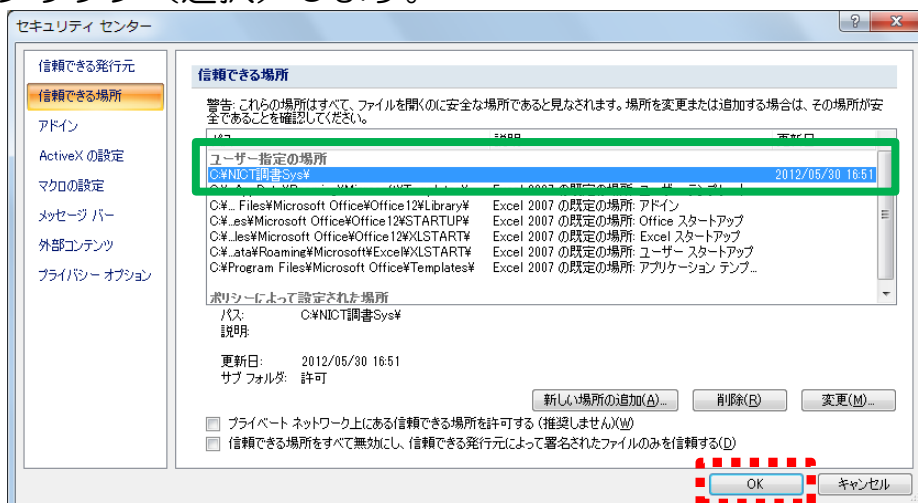 クリック（選択）します。
セキュリティ センター
信頼できる発行元
信頼できる場所
アドイン
ActiveX の設定
マクロの設定
メッセージ バー
外部コンテンツ
プライバシー オプション
信頼できる場所
警告: これらの場所はすべて、ファイルを開くのに安全な場所であると見なされます。場所を変更または追加する場合は、その場所が安
全であることを確認してください。
パス 説明 更新日
ユーザー指定の場所
C:¥NICT調書Sys¥ 2012/05/30 16:51
C:¥... Files¥Microsoft Office¥Office12¥Library¥ Excel 2007 の既定の場所: アドイン
C:¥...es¥Microsoft Office¥Office12¥STARTUP¥ Excel 2007 の既定の場所: Office スタートアップ
C:¥...les¥Microsoft Office¥Office12¥XLSTART¥ Excel 2007 の既定の場所: Excel スタートアップ
C:¥...ata¥Roaming¥Microsoft¥Excel¥XLSTART¥ Excel 2007 の既定の場所: ユーザー スタートアップ
C:¥Program Files¥Microsoft Office¥Templates¥ Excel 2007 の既定の場所: アプリケーション テンプ...
ポリシーによって設定された場所
パス: C:¥NICT調書Sys¥
説明:
更新日: 2012/05/30 16:51
サブ フォルダ: 許可
新しい場所の追加(A)... 削除(R) 変更(M)...
プライベート ネットワーク上にある信頼できる場所を許可する (推奨しません)(W)
信頼できる場所をすべて無効にし、信頼できる発行元によって署名されたファイルのみを信頼する(D)
OK キャンセル